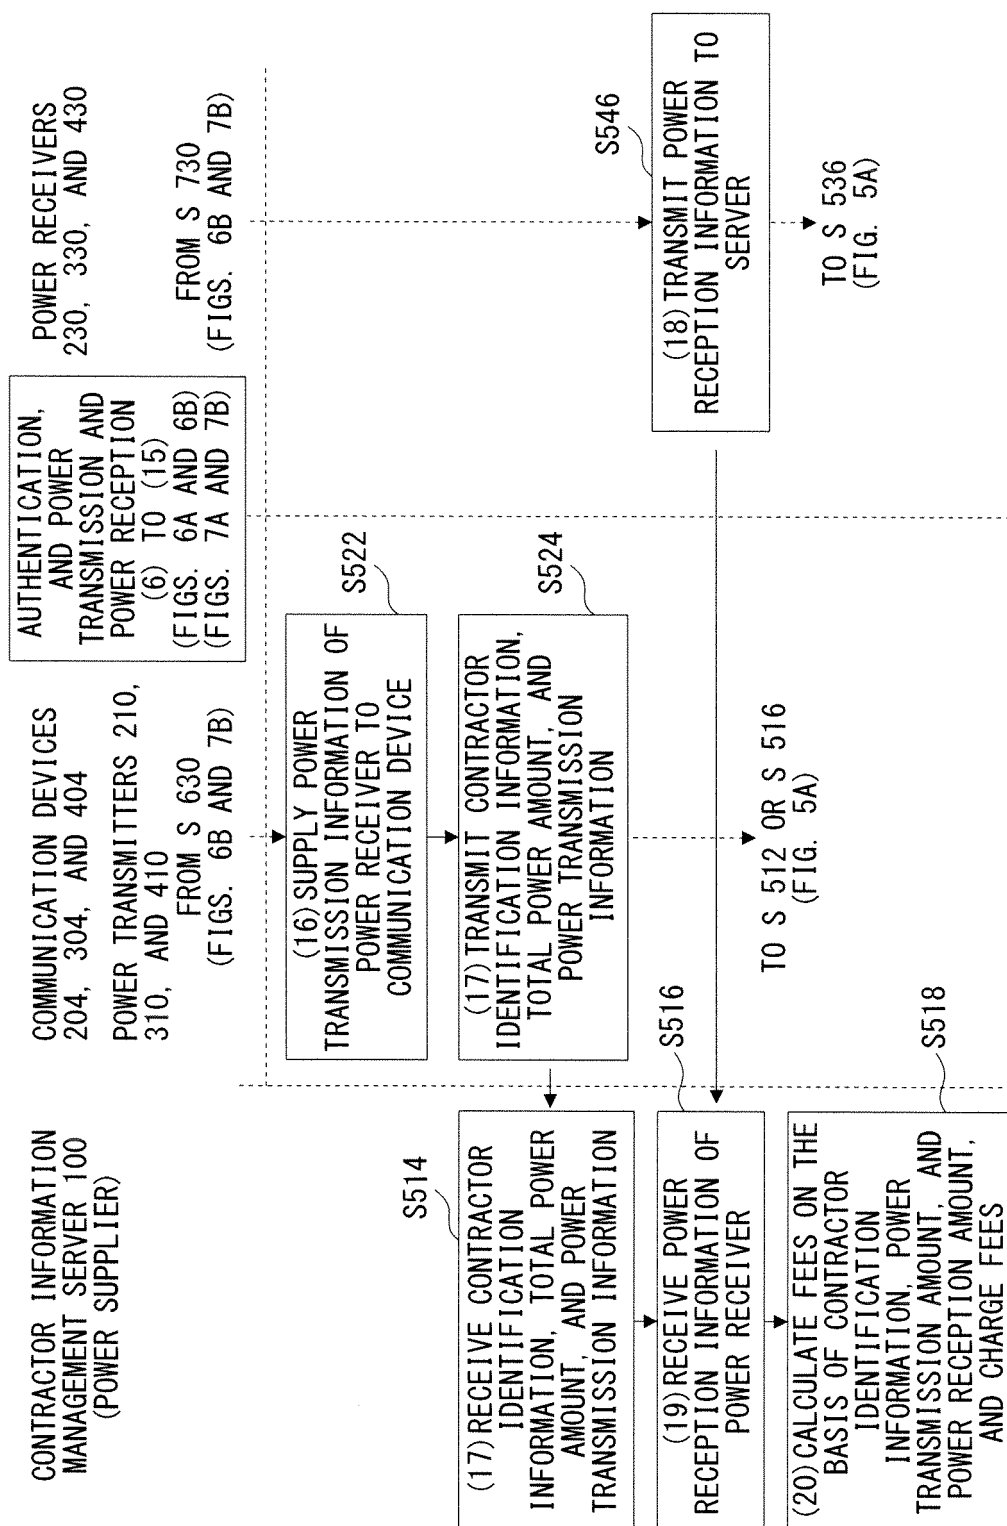 CONTRACTOR INFORMATION
MANAGEMENT SERVER 100
(POWER SUPPLIER)
COMMUNICATION DEVICES
204, 304, AND 404
POWER TRANSMITTERS 210,
310, AND 410
FROM S 630
(FIGS. 6B AND 7B)
AUTHENTICATION,
AND POWER
TRANSMISSION AND
POWER RECEPTION
(6) TO (15)
(FIGS. 6A AND 6B)
(FIGS. 7A AND 7B)
POWER RECEIVERS
230, 330, AND 430
FROM S 730
(FIGS. 6B AND 7B)
S522
(16)SUPPLY POWER
TRANSMISSION INFORMATION OF
POWER RECEIVER TO
COMMUNICATION DEVICE
S524
(17)TRANSMIT CONTRACTOR
IDENTIFICATION INFORMATION,
TOTAL POWER AMOUNT, AND
POWER TRANSMISSION
INFORMATION
S514
(17)RECEIVE CONTRACTOR
IDENTIFICATION
INFORMATION, TOTAL POWER
AMOUNT, AND POWER
TRANSMISSION INFORMATION
S546
(18)TRANSMIT POWER
RECEPTION INFORMATION TO
SERVER
S516
(19)RECEIVE POWER
RECEPTION INFORMATION OF
POWER RECEIVER
TO S 512 OR S 516
(FIG. 5A)
TO S 536
(FIG. 5A)
S518
(20)CALCULATE FEES ON THE
BASIS OF CONTRACTOR
IDENTIFICATION
INFORMATION, POWER
TRANSMISSION AMOUNT, AND
POWER RECEPTION AMOUNT,
AND CHARGE FEES